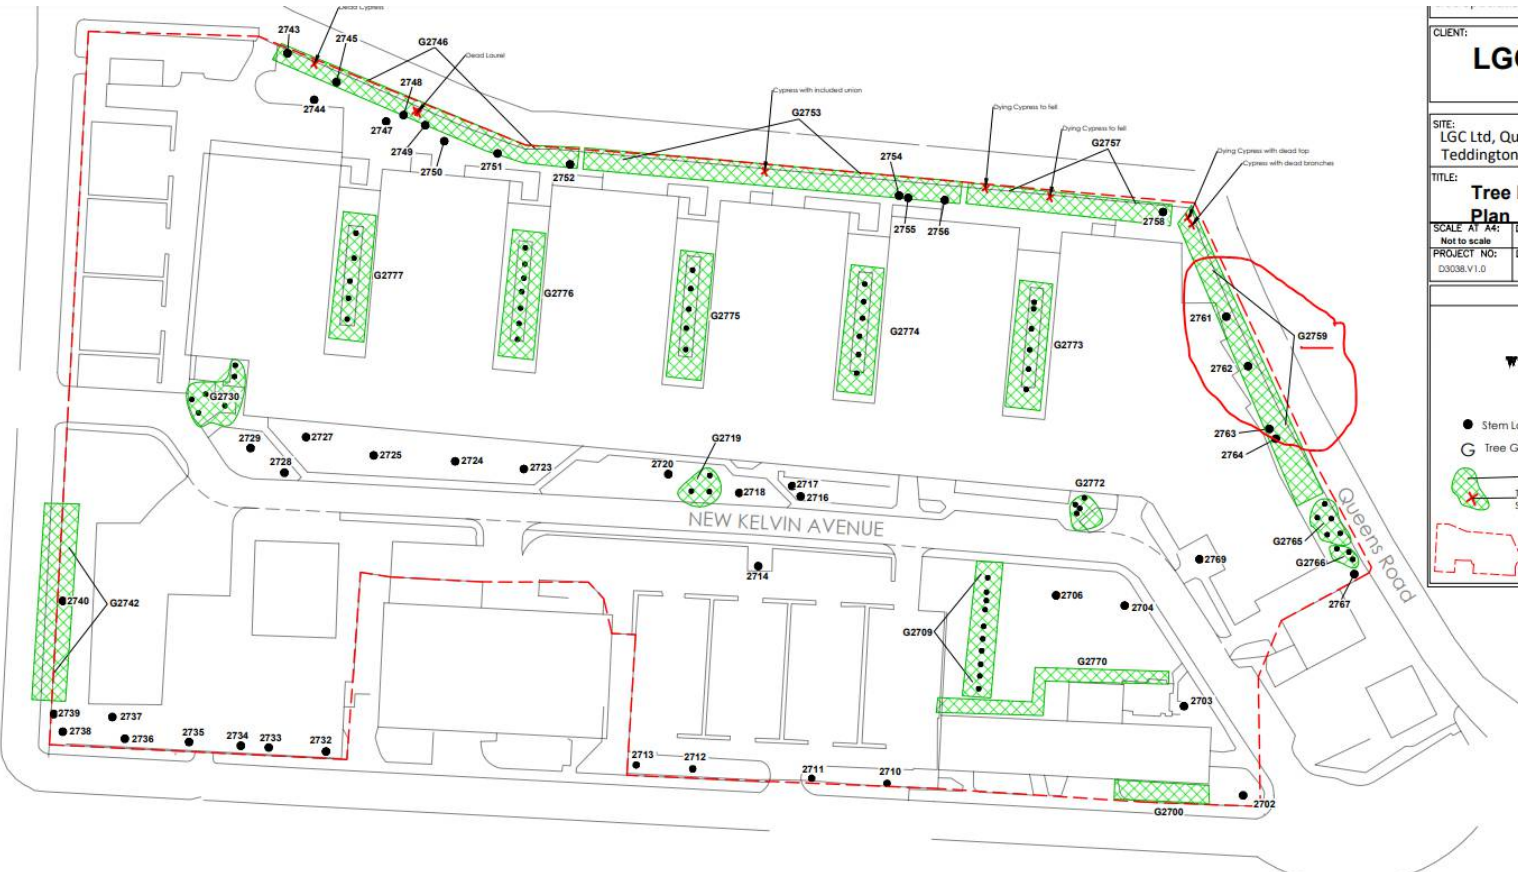 Dead Cypress
2743
2745
G2746
Dead Laurel
2748
2744
2747
2749
2750
2751
2752
Cypress with included union
G2753
2754
2755
2756
Dying Cypress to fell
Dying Cypress to fell
G2757
2758
Dying Cypress with dead top
Cypress with dead branches
G2777
G2776
G2775
G2774
G2773
2761
G2759
2762
2763
2764
G2730
2729
2727
2728
2725
2724
2723
G2719
2720
2718
2717
2716
G2772
NEW KELVIN AVENUE
Queens Road
G2765
G2766
2767
2769
2714
2706
2704
G2709
G2770
2703
2740
G2742
2739
2738
2737
2736
2735
2734
2733
2732
2713
2712
2711
2710
G2700
2702
CLIENT:
LGC
SITE:
LGC Ltd, Qu
Teddington
TITLE:
Tree
Plan
SCALE AT A4:
Not to scale
PROJECT NO:
D3038.V1.0
Stem Lo
G Tree G